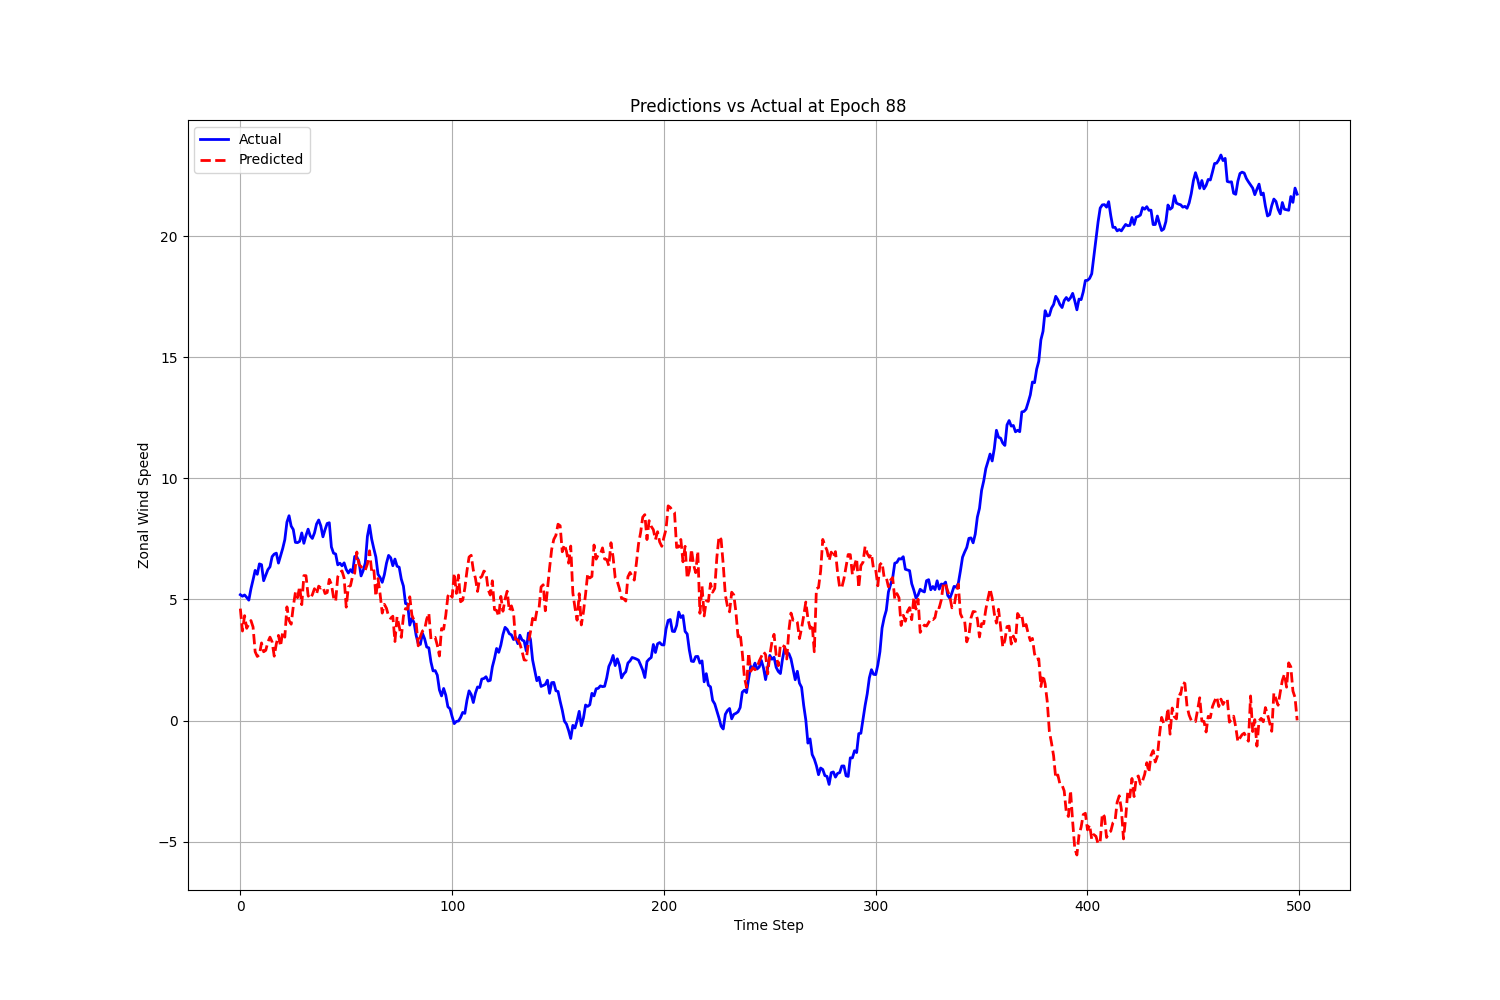 Predictions vs Actual at Epoch 88
Actual
Predicted
Zonal Wind Speed
20
15
10
5
0
−5
0 100 200 300 400 500
Time Step